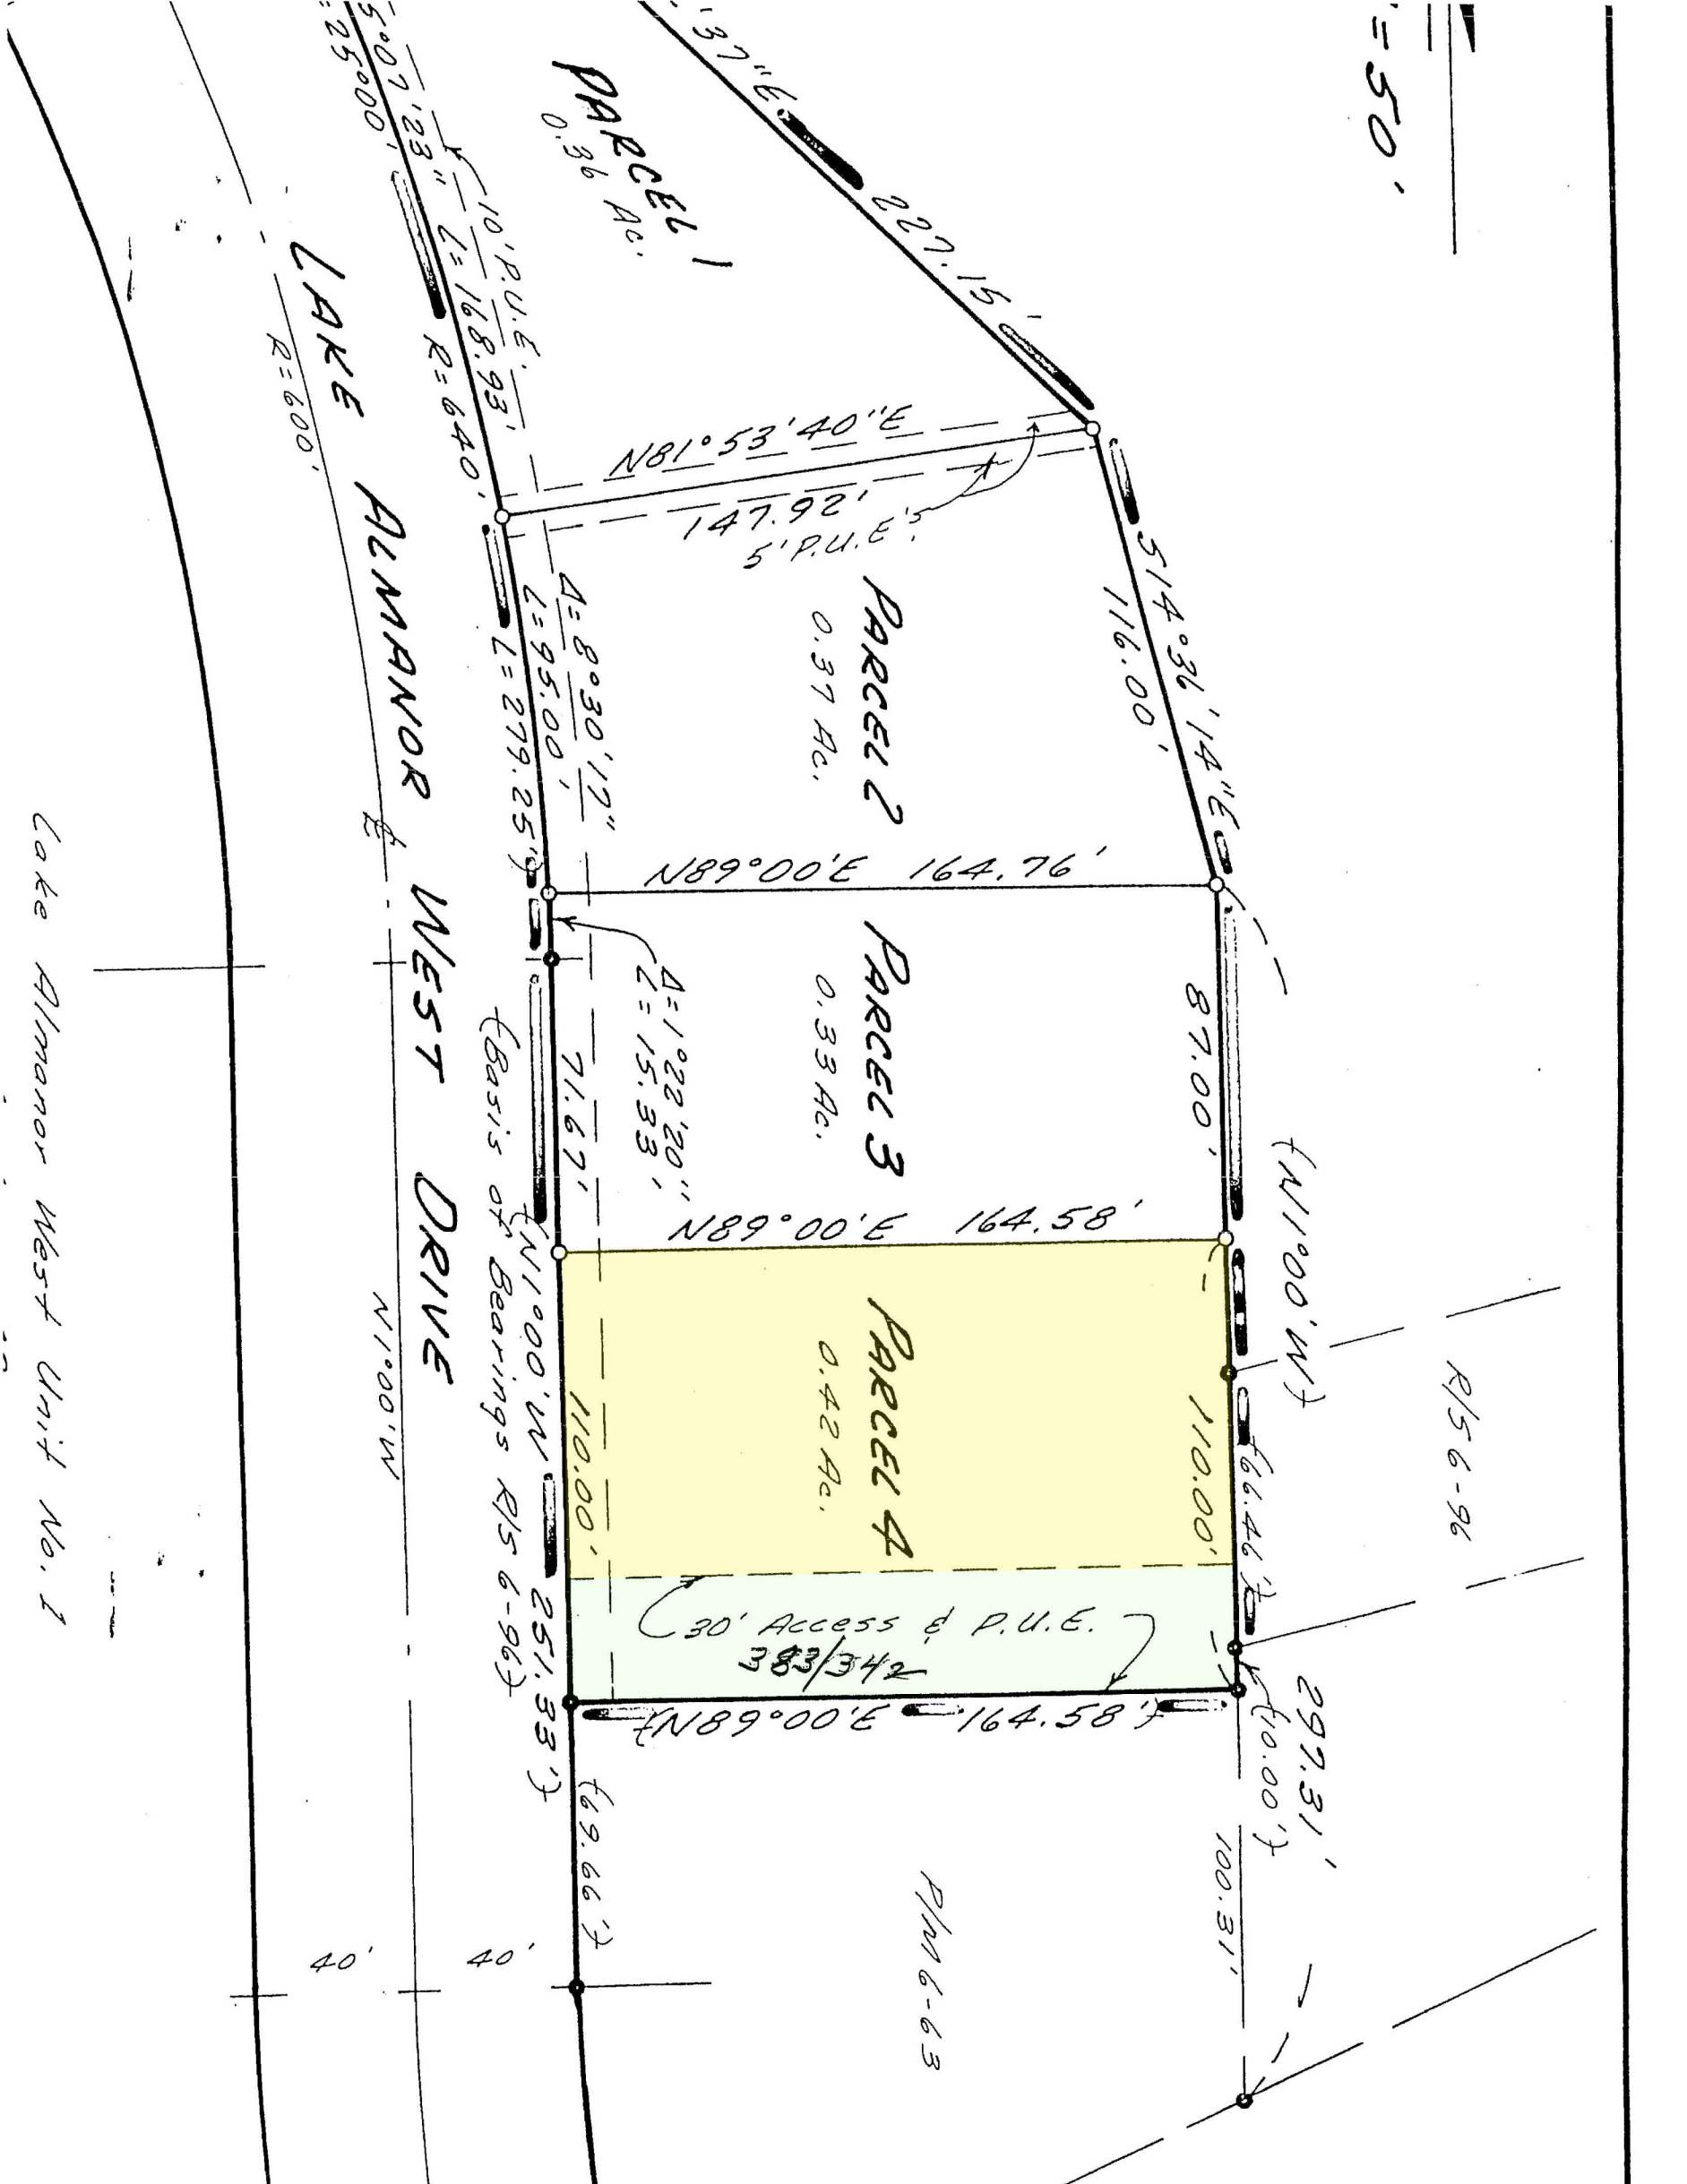 ' = 50'
PARCEL 1
0.36 Ac.
227.15'
10' P.U.E.
5°07'23" L= 168.93'
= 25°00'
R= 640'
LAKE ALMANOR WEST DRIVE
R=600'
N81°53'40"E
147.92'
5' P.U.E.'s
S14°36'14"E
116.00'
PARCEL 2
0.37 Ac.
Δ= 8°30'17"
L= 95.00'
L= 279.25')
N89°00'E 164.76'
PARCEL 3
0.33 Ac.
87.00'
Δ=1°22'20"
L= 15.33'
71.67'
(N1°00'W)
N89°00'E 164.58'
PARCEL 4
0.42 Ac.
110.00'
110.00'
(66.46')
R/S 6-96
(N1°00'W 251.33')
(Basis of Bearings R/S 6-96)
N1°00'W
30' Access & P.U.E.
383/342
(N89°00'E 164.58')
(10.00')
297.31'
100.31'
(69.66')
P/M 6-63
40' 40'
Lake Almanor West Unit No. 1